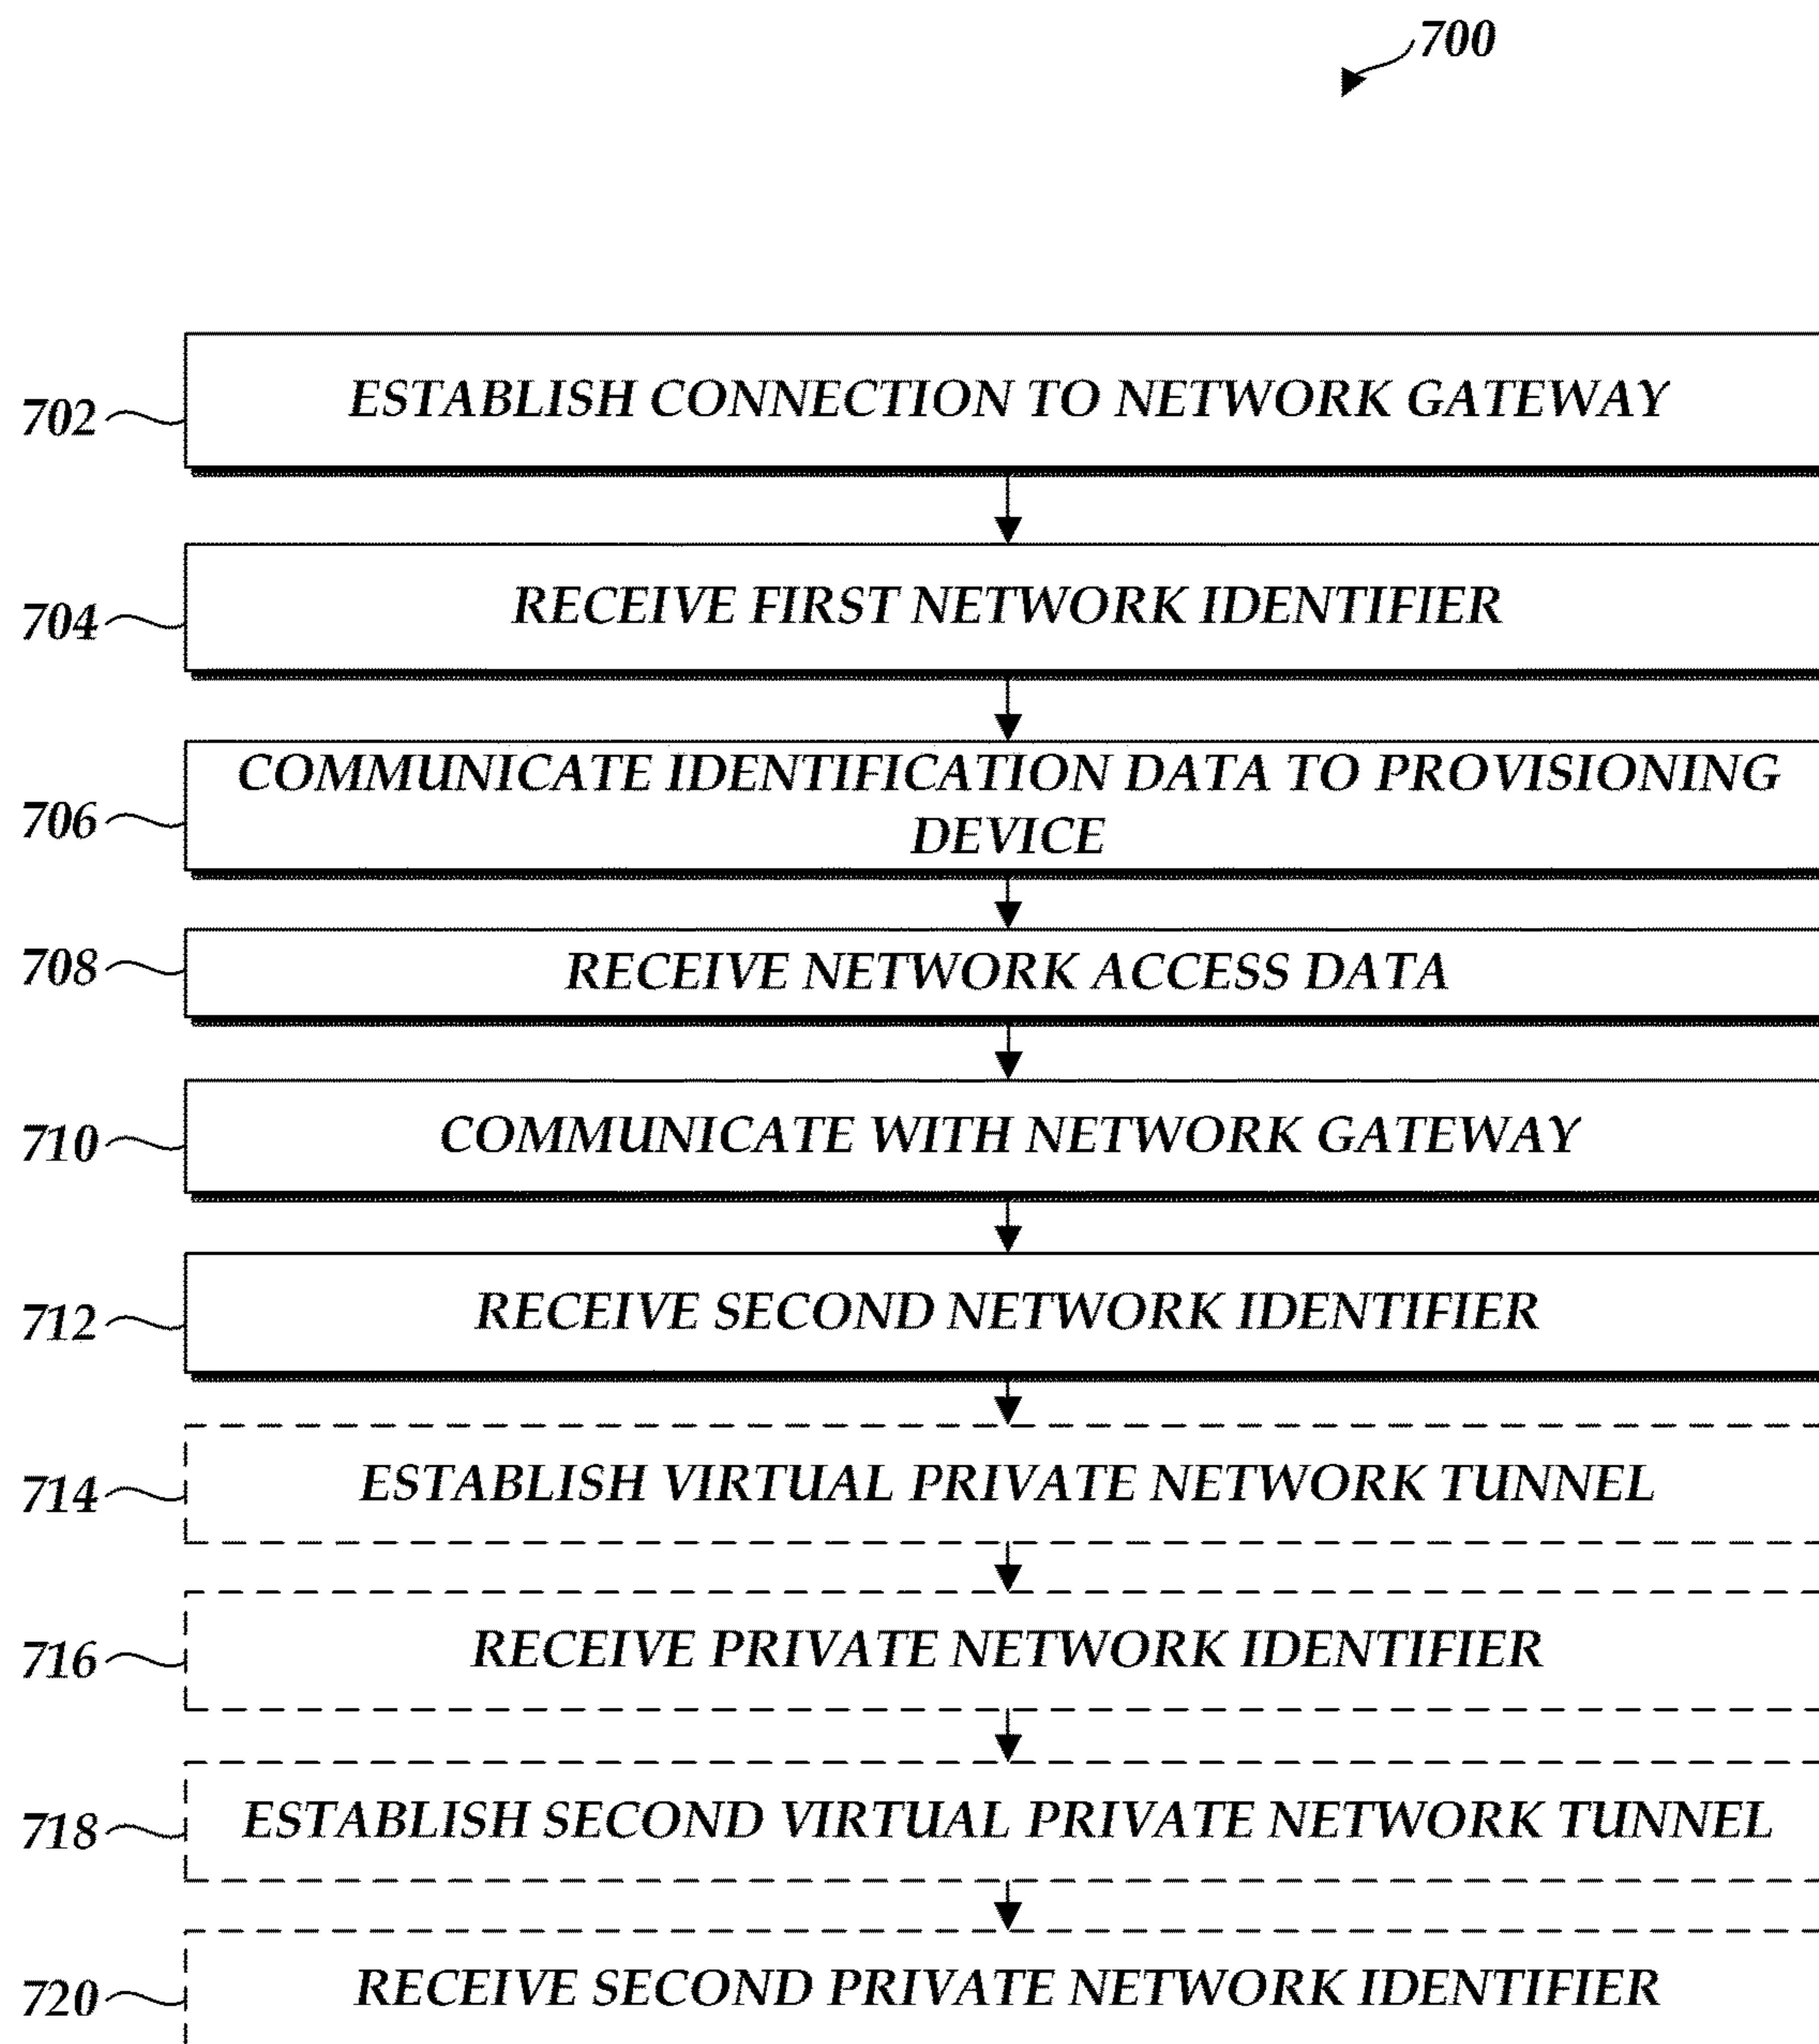 700
702 ESTABLISH CONNECTION TO NETWORK GATEWAY
704 RECEIVE FIRST NETWORK IDENTIFIER
706 COMMUNICATE IDENTIFICATION DATA TO PROVISIONING
DEVICE
708 RECEIVE NETWORK ACCESS DATA
710 COMMUNICATE WITH NETWORK GATEWAY
712 RECEIVE SECOND NETWORK IDENTIFIER
714 ESTABLISH VIRTUAL PRIVATE NETWORK TUNNEL
716 RECEIVE PRIVATE NETWORK IDENTIFIER
718 ESTABLISH SECOND VIRTUAL PRIVATE NETWORK TUNNEL
720 RECEIVE SECOND PRIVATE NETWORK IDENTIFIER